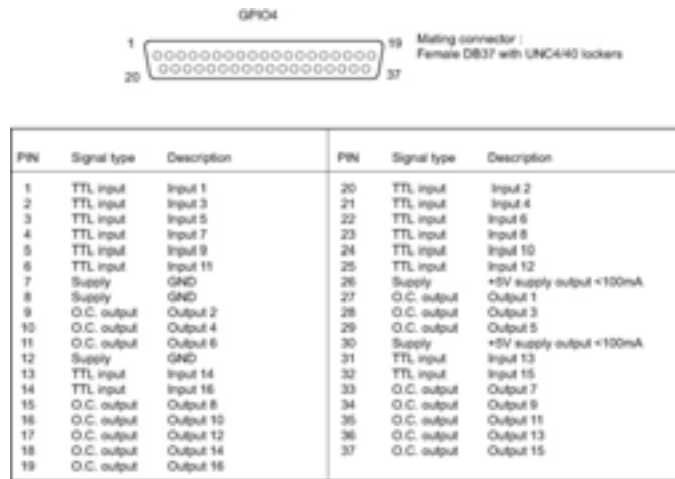 GPIO4
1
19
Mating connector :
Female DB37 with UNC4/40 lockers
20
37
PIN Signal type Description PIN Signal type Description
1 TTL input Input 1 20 TTL input Input 2
2 TTL input Input 3 21 TTL input Input 4
3 TTL input Input 5 22 TTL input Input 6
4 TTL input Input 7 23 TTL input Input 8
5 TTL input Input 9 24 TTL input Input 10
6 TTL input Input 11 25 TTL input Input 12
7 Supply GND 26 Supply +5V supply output <100mA
8 Supply GND 27 O.C. output Output 1
9 O.C. output Output 2 28 O.C. output Output 3
10 O.C. output Output 4 29 O.C. output Output 5
11 O.C. output Output 6 30 Supply +5V supply output <100mA
12 Supply GND 31 TTL input Input 13
13 TTL input Input 14 32 TTL input Input 15
14 TTL input Input 16 33 O.C. output Output 7
15 O.C. output Output 8 34 O.C. output Output 9
16 O.C. output Output 10 35 O.C. output Output 11
17 O.C. output Output 12 36 O.C. output Output 13
18 O.C. output Output 14 37 O.C. output Output 15
19 O.C. output Output 16